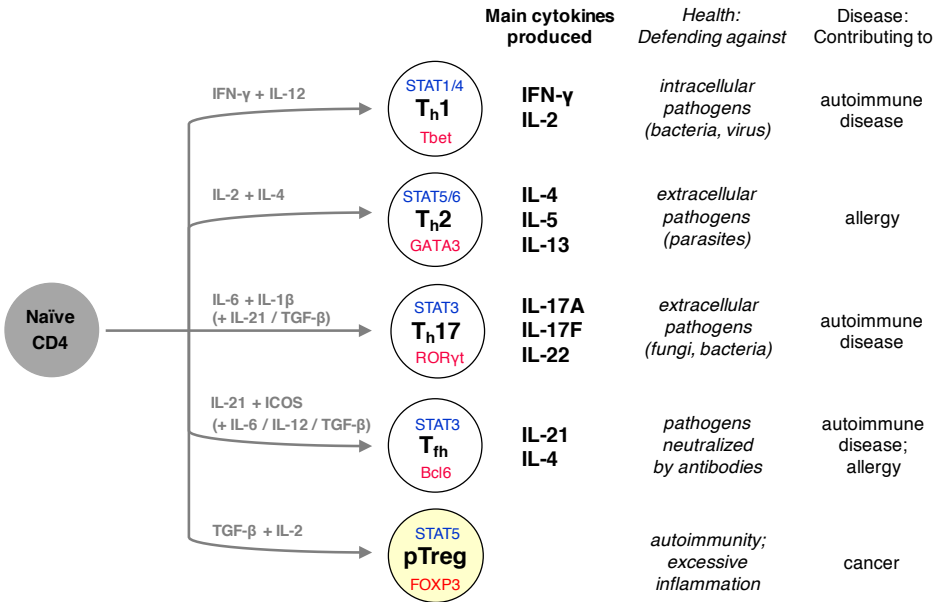 Main cytokines
produced
Health:
Defending against
Disease:
Contributing to
Naïve
CD4
IFN-γ + IL-12
STAT1/4
Th1
Tbet
IFN-γ
IL-2
intracellular
pathogens
(bacteria, virus)
autoimmune
disease
IL-2 + IL-4
STAT5/6
Th2
GATA3
IL-4
IL-5
IL-13
extracellular
pathogens
(parasites)
allergy
IL-6 + IL-1β
(+ IL-21 / TGF-β)
STAT3
Th17
RORγt
IL-17A
IL-17F
IL-22
extracellular
pathogens
(fungi, bacteria)
autoimmune
disease
IL-21 + ICOS
(+ IL-6 / IL-12 / TGF-β)
STAT3
Tfh
Bcl6
IL-21
IL-4
pathogens
neutralized
by antibodies
autoimmune
disease;
allergy
TGF-β + IL-2
STAT5
pTreg
FOXP3
autoimmunity;
excessive
inflammation
cancer